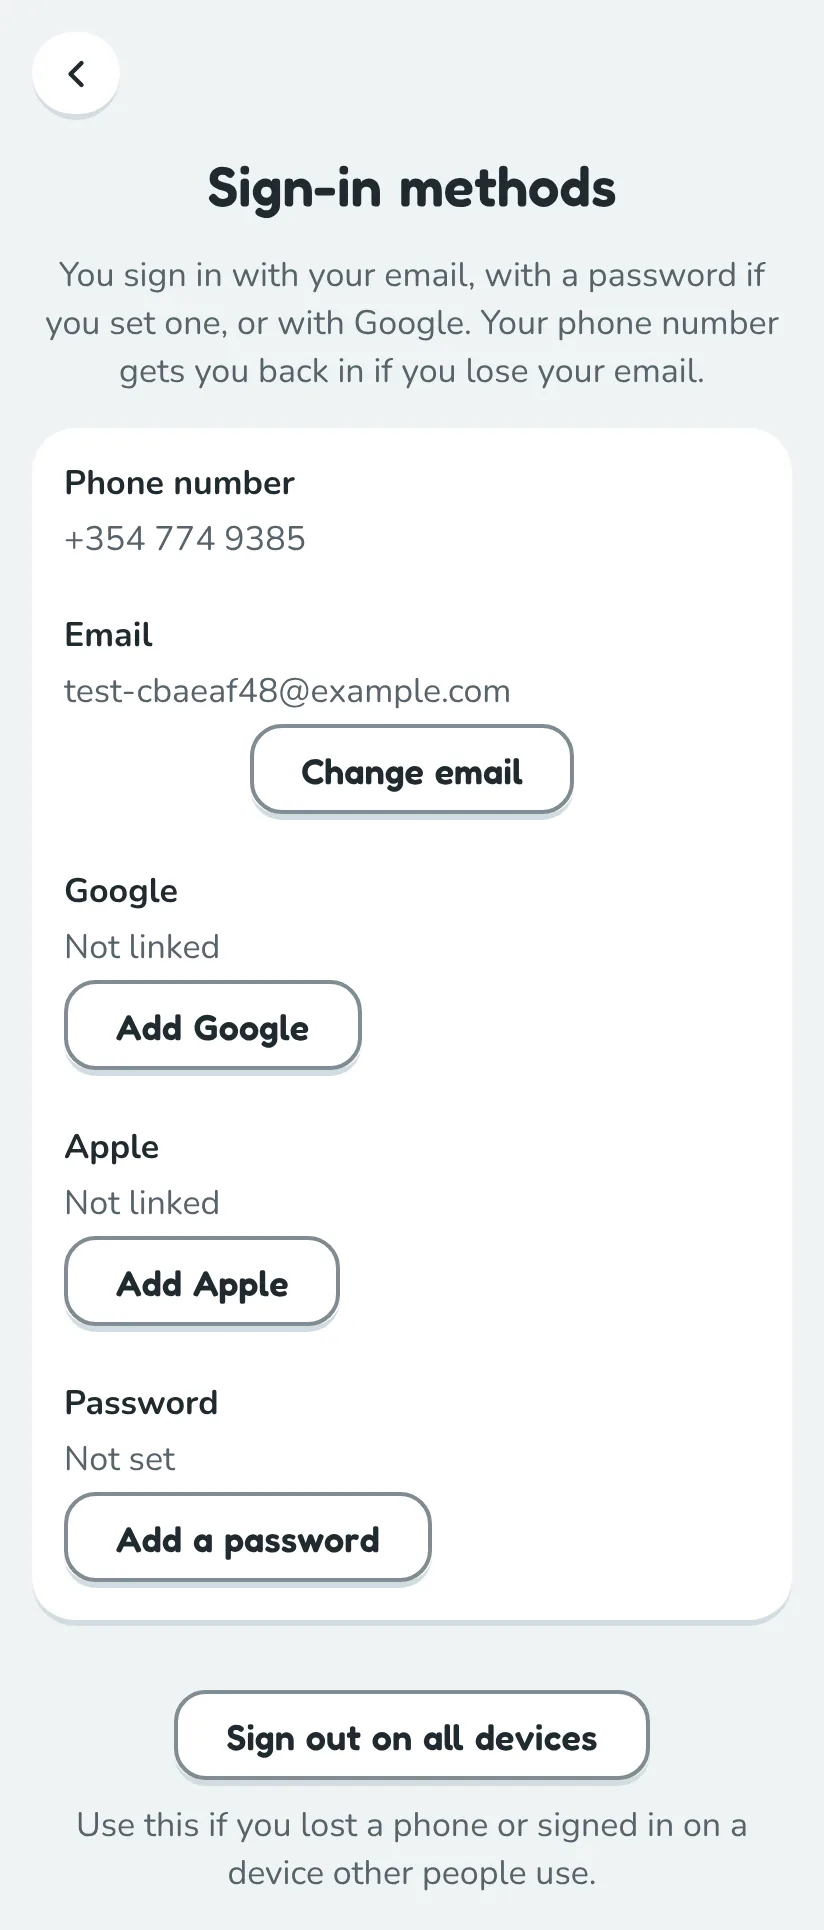 Sign-in methods
You sign in with your email, with a password if
you set one, or with Google. Your phone number
gets you back in if you lose your email.
Phone number
+354 774 9385
Email
test-cbaeaf48@example.com
Change email
Google
Not linked
Add Google
Apple
Not linked
Add Apple
Password
Not set
Add a password
Sign out on all devices
Use this if you lost a phone or signed in on a
device other people use.